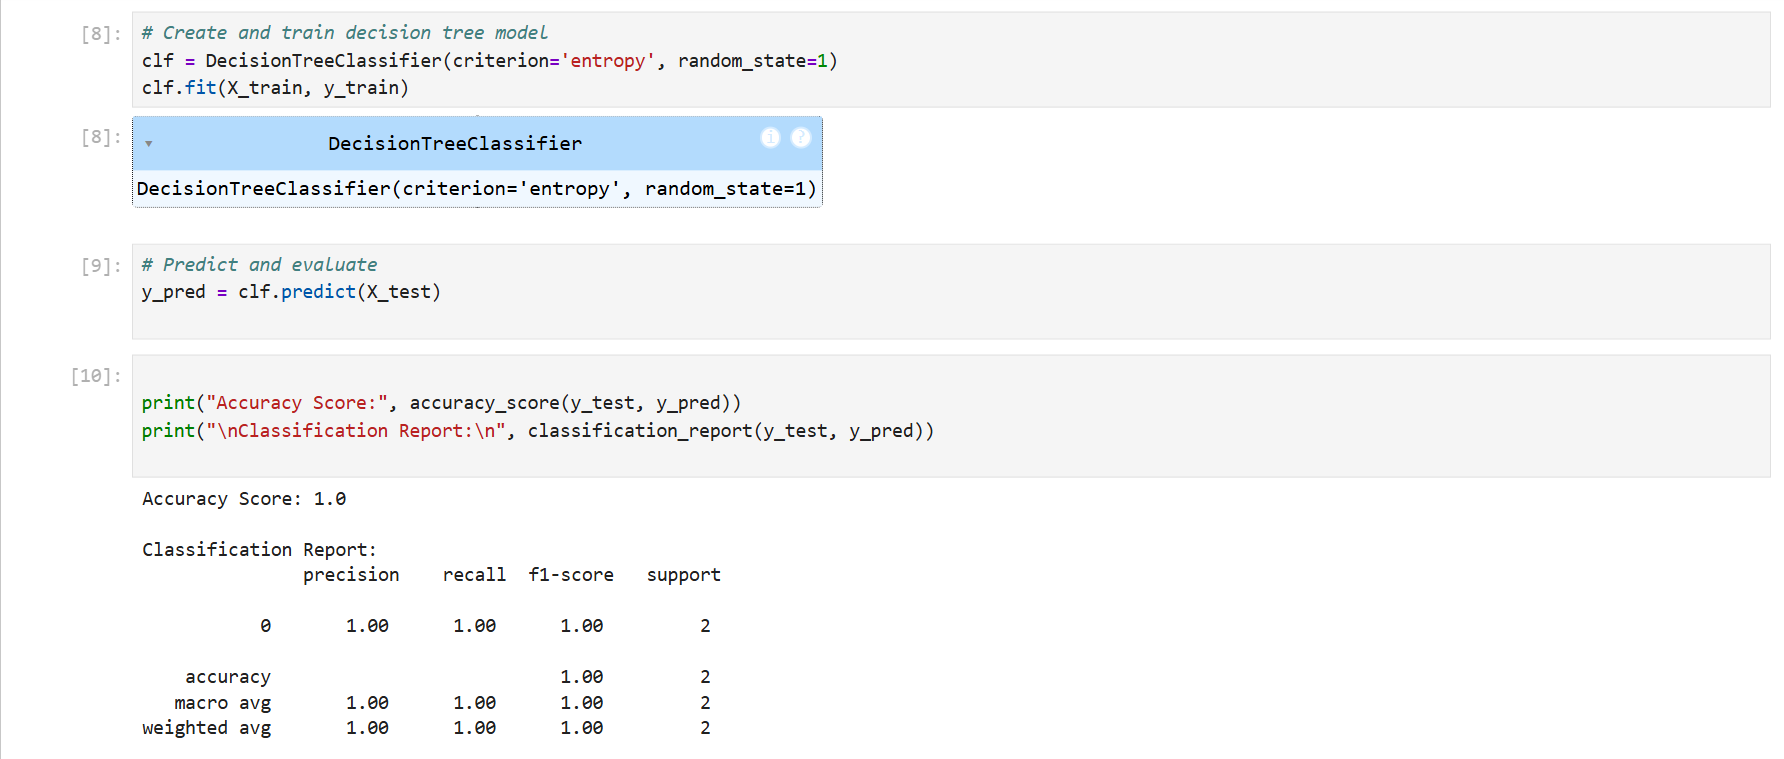 [8]: # Create and train decision tree model
clf = DecisionTreeClassifier(criterion='entropy', random_state=1)
clf.fit(X_train, y_train)
[8]: ▾ DecisionTreeClassifier i ?
DecisionTreeClassifier(criterion='entropy', random_state=1)
[9]: # Predict and evaluate
y_pred = clf.predict(X_test)
[10]:
print("Accuracy Score:", accuracy_score(y_test, y_pred))
print("\nClassification Report:\n", classification_report(y_test, y_pred))
Accuracy Score: 1.0
Classification Report:
precision recall f1-score support
0 1.00 1.00 1.00 2
accuracy 1.00 2
macro avg 1.00 1.00 1.00 2
weighted avg 1.00 1.00 1.00 2